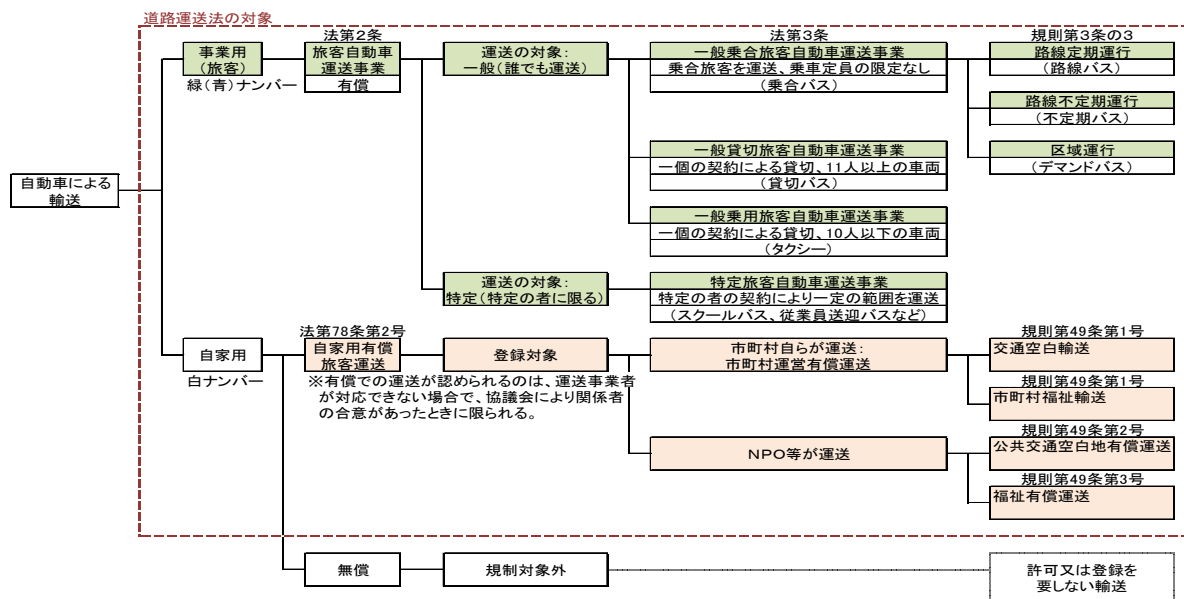 道路運送法の対象
自動車による
輸送
事業用
(旅客)
緑(青)ナンバー
法第2条
旅客自動車
運送事業
有償
運送の対象:
一般(誰でも運送)
法第3条
一般乗合旅客自動車運送事業
乗合旅客を運送、乗車定員の限定なし
(乗合バス)
規則第3条の3
路線定期運行
(路線バス)
路線不定期運行
(不定期バス)
区域運行
(デマンドバス)
一般貸切旅客自動車運送事業
一個の契約による貸切、11人以上の車両
(貸切バス)
一般乗用旅客自動車運送事業
一個の契約による貸切、10人以下の車両
(タクシー)
運送の対象:
特定(特定の者に限る)
特定旅客自動車運送事業
特定の者の契約により一定の範囲を運送
(スクールバス、従業員送迎バスなど)
自家用
白ナンバー
法第78条第2号
自家用有償
旅客運送
登録対象
※有償での運送が認められるのは、運送事業者
が対応できない場合で、協議会により関係者
の合意があったときに限られる。
市町村自らが運送:
市町村運営有償運送
規則第49条第1号
交通空白輸送
規則第49条第1号
市町村福祉輸送
NPO等が運送
規則第49条第2号
公共交通空白地有償運送
規則第49条第3号
福祉有償運送
無償
規制対象外
許可又は登録を
要しない輸送